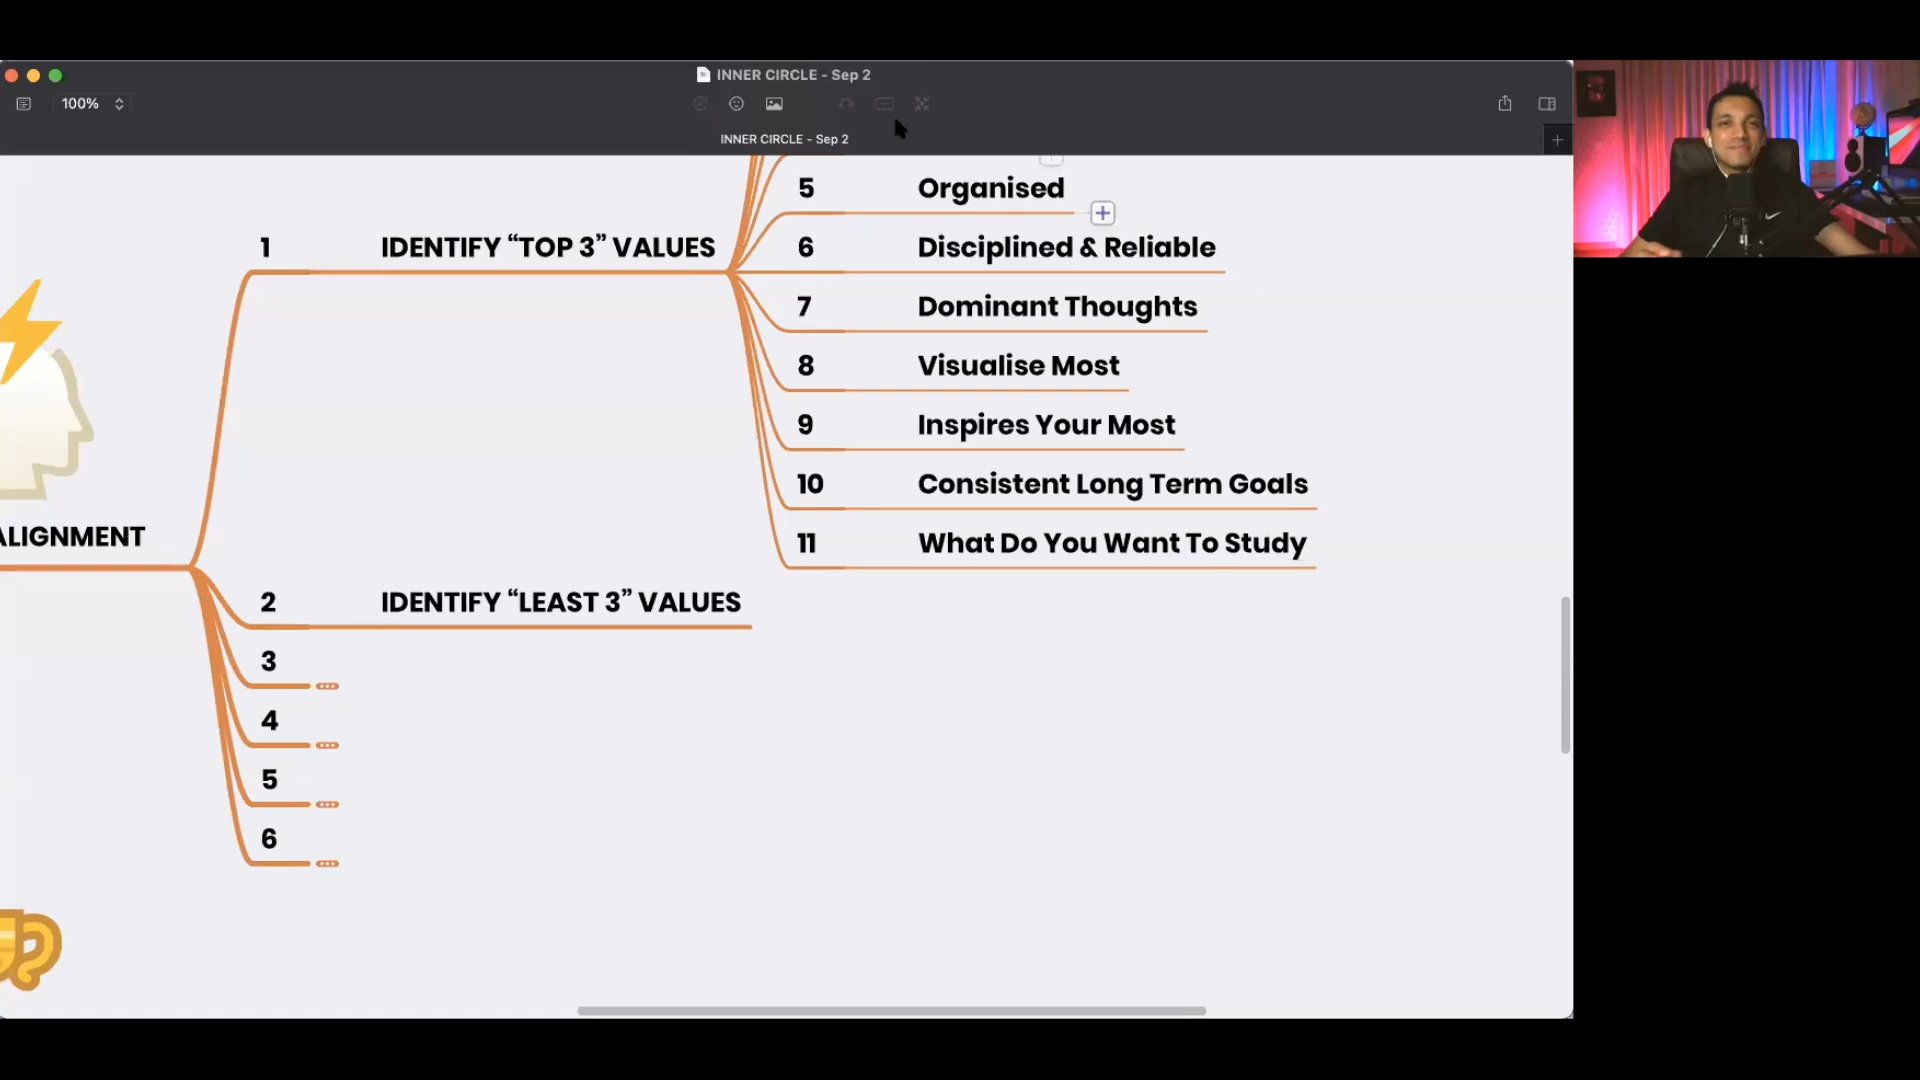 INNER CIRCLE - Sep 2
100%
INNER CIRCLE - Sep 2
5 Organised
1 IDENTIFY “TOP 3” VALUES
6 Disciplined & Reliable
7 Dominant Thoughts
8 Visualise Most
9 Inspires Your Most
10 Consistent Long Term Goals
ALIGNMENT
11 What Do You Want To Study
2 IDENTIFY “LEAST 3” VALUES
3
4
5
6